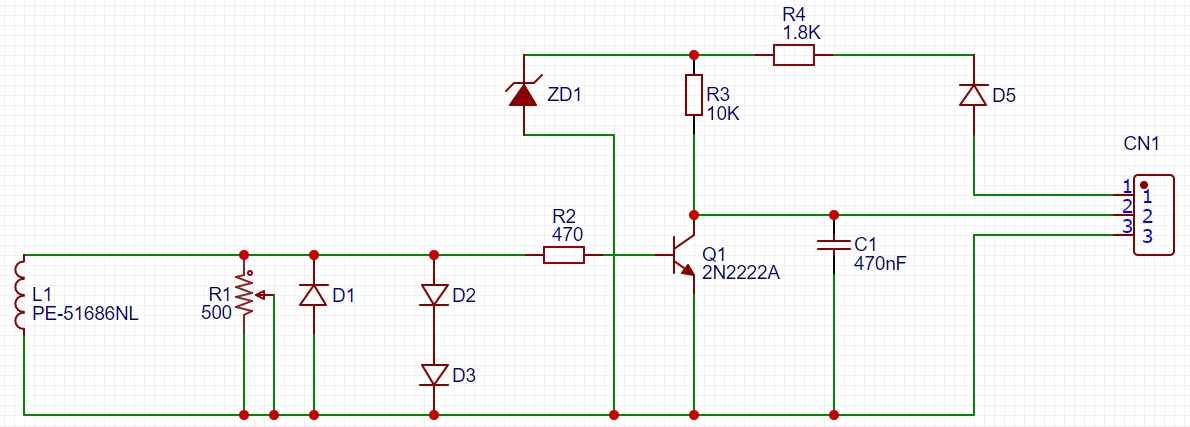 R4
1.8K
ZD1
R3
10K
D5
CN1
1
1
2
2
3
3
R2
470
Q1
2N2222A
C1
470nF
L1
PE-51686NL
R1
500
D1
D2
D3